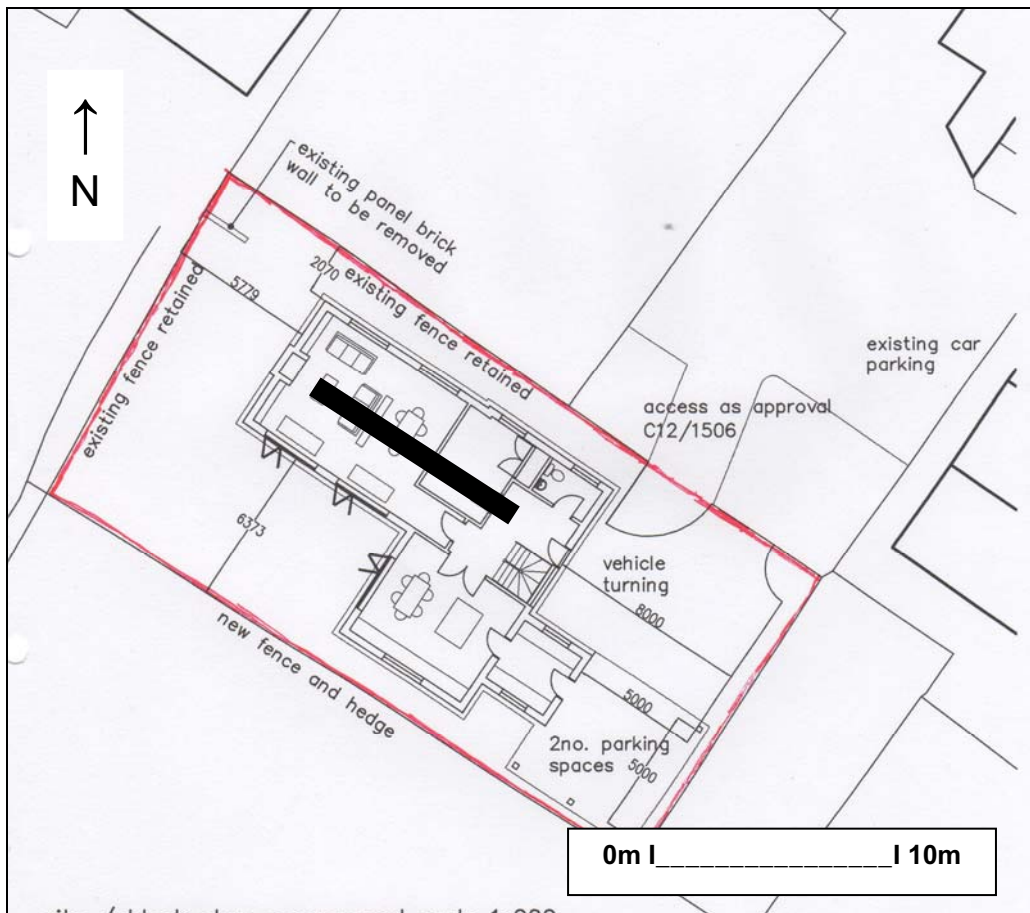 ↑
N
existing panel brick
wall to be removed
2070
existing fence retained
5779
existing fence retained
existing car
parking
access as approval
C12/1506
6373
vehicle
turning
8000
new fence and hedge
5000
2no. parking
spaces
5000
0m I________________I 10m